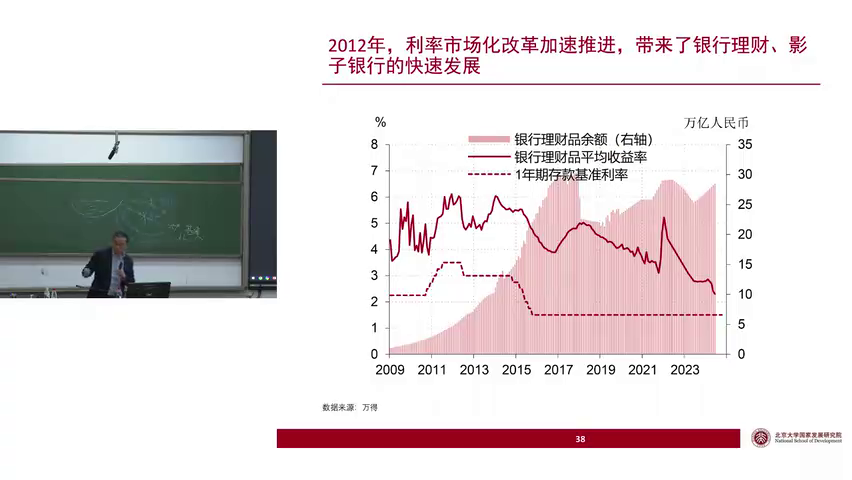 2012年，利率市场化改革加速推进，带来了银行理财、影
子银行的快速发展
%
万亿人民币
银行理财品余额（右轴）
银行理财品平均收益率
1年期存款基准利率
8
7
6
5
4
3
2
1
0
35
30
25
20
15
10
5
0
2009 2011 2013 2015 2017 2019 2021 2023
数据来源：万得
38
北京大学国家发展研究院
National School of Development